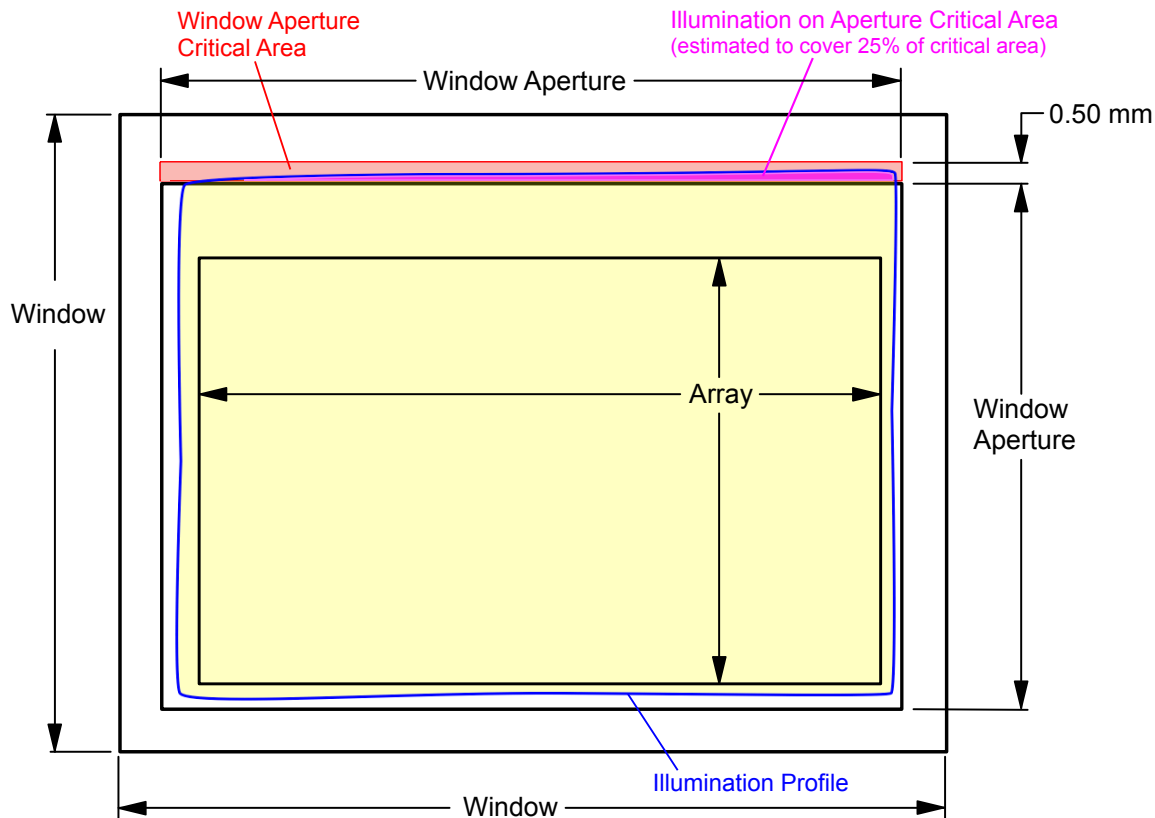 Window Aperture
Critical Area
Illumination on Aperture Critical Area
(estimated to cover 25% of critical area)
Window Aperture
0.50 mm
Window
Array
Window
Aperture
Illumination Profile
Window